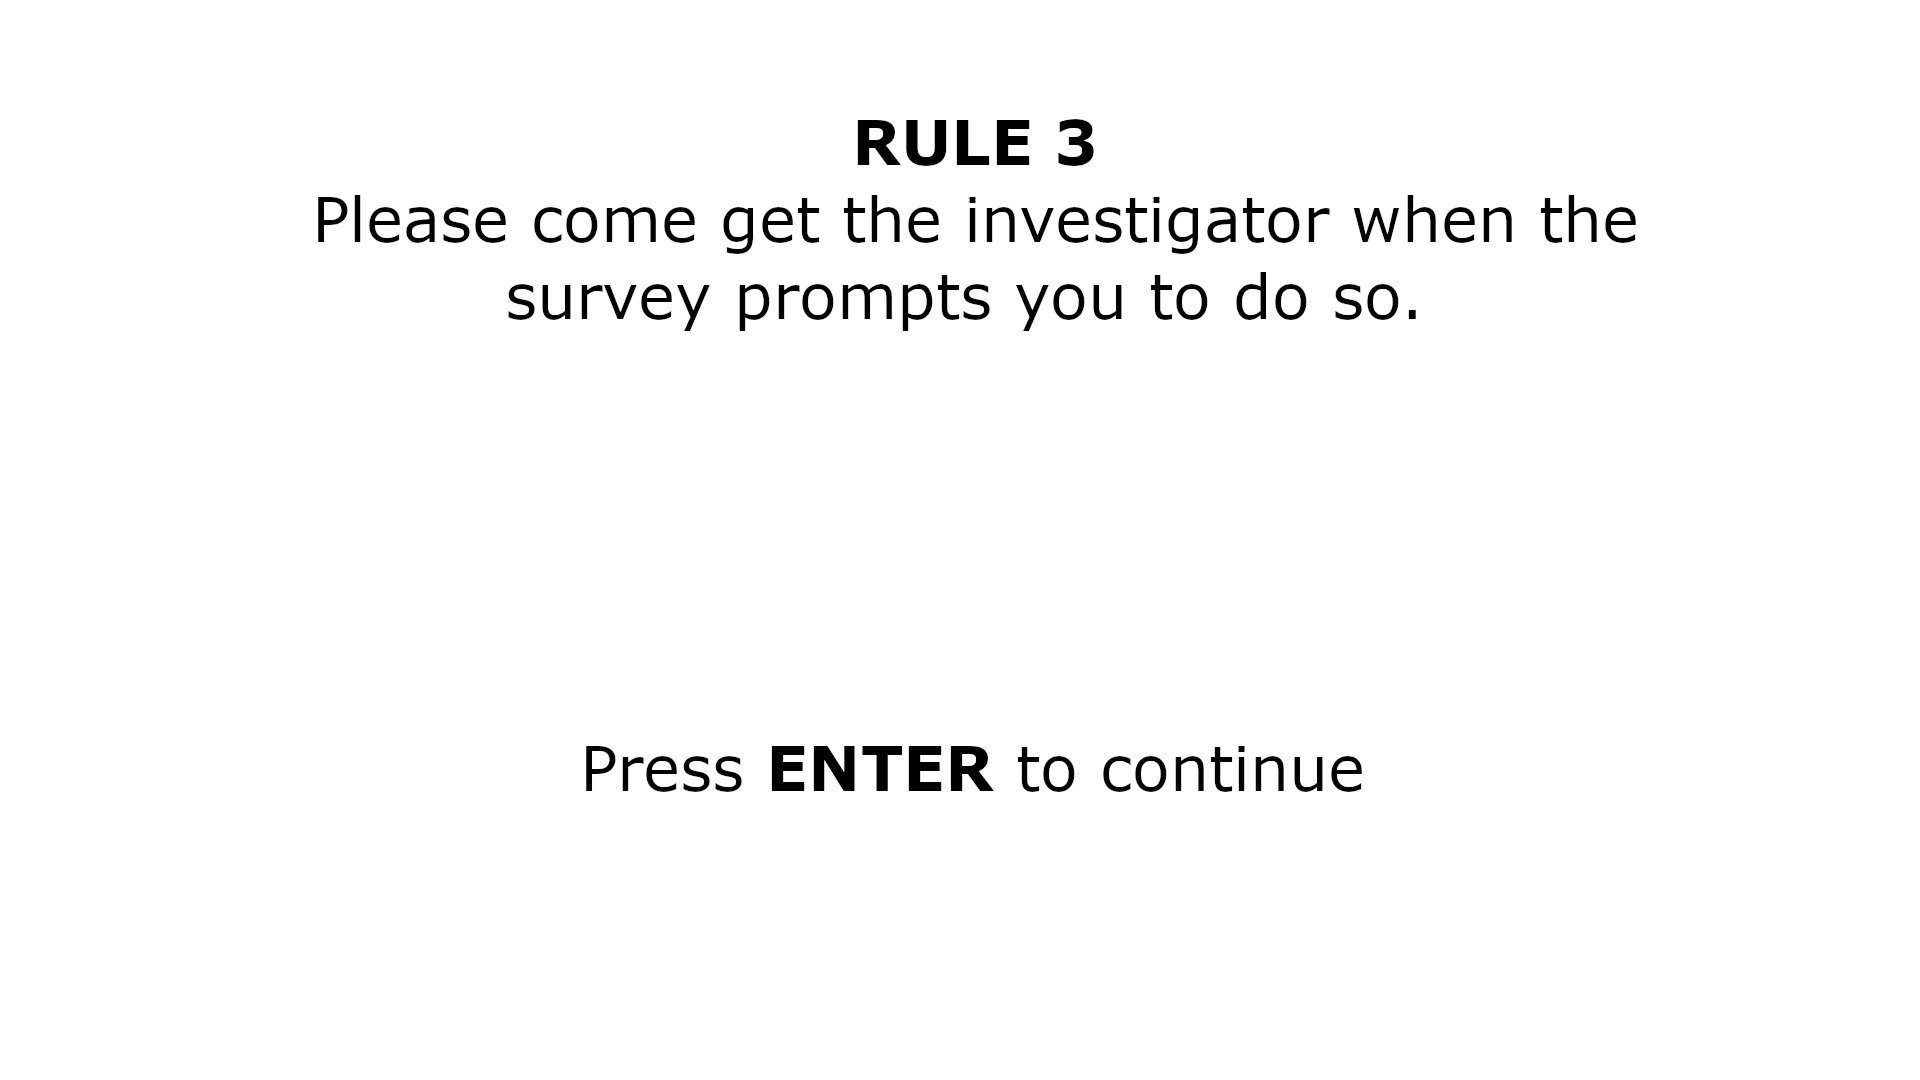 RULE 3
Please come get the investigator when the
survey prompts you to do so.
Press ENTER to continue